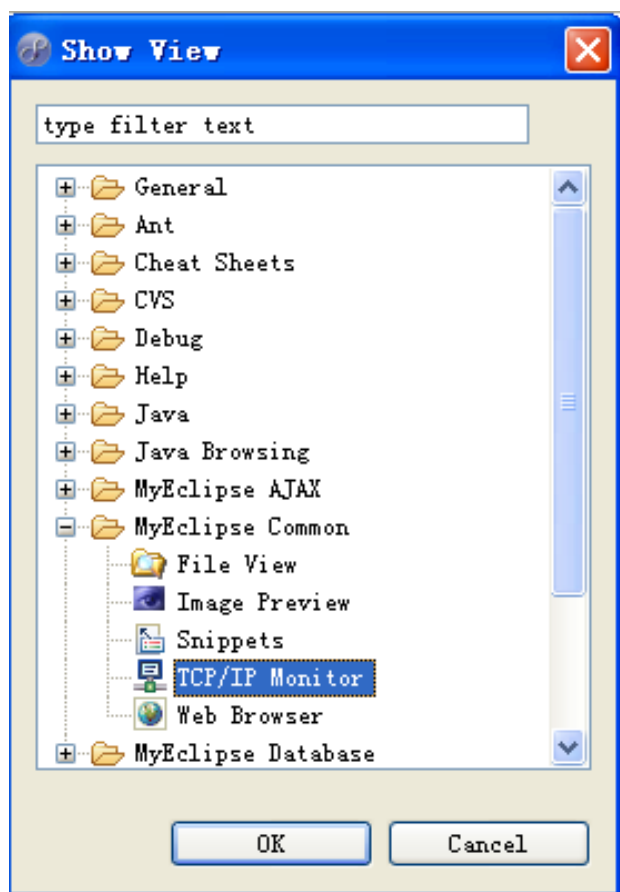 Show View
type filter text
General
Ant
Cheat Sheets
CVS
Debug
Help
Java
Java Browsing
MyEclipse AJAX
MyEclipse Common
File View
Image Preview
Snippets
TCP/IP Monitor
Web Browser
MyEclipse Database
OK Cancel